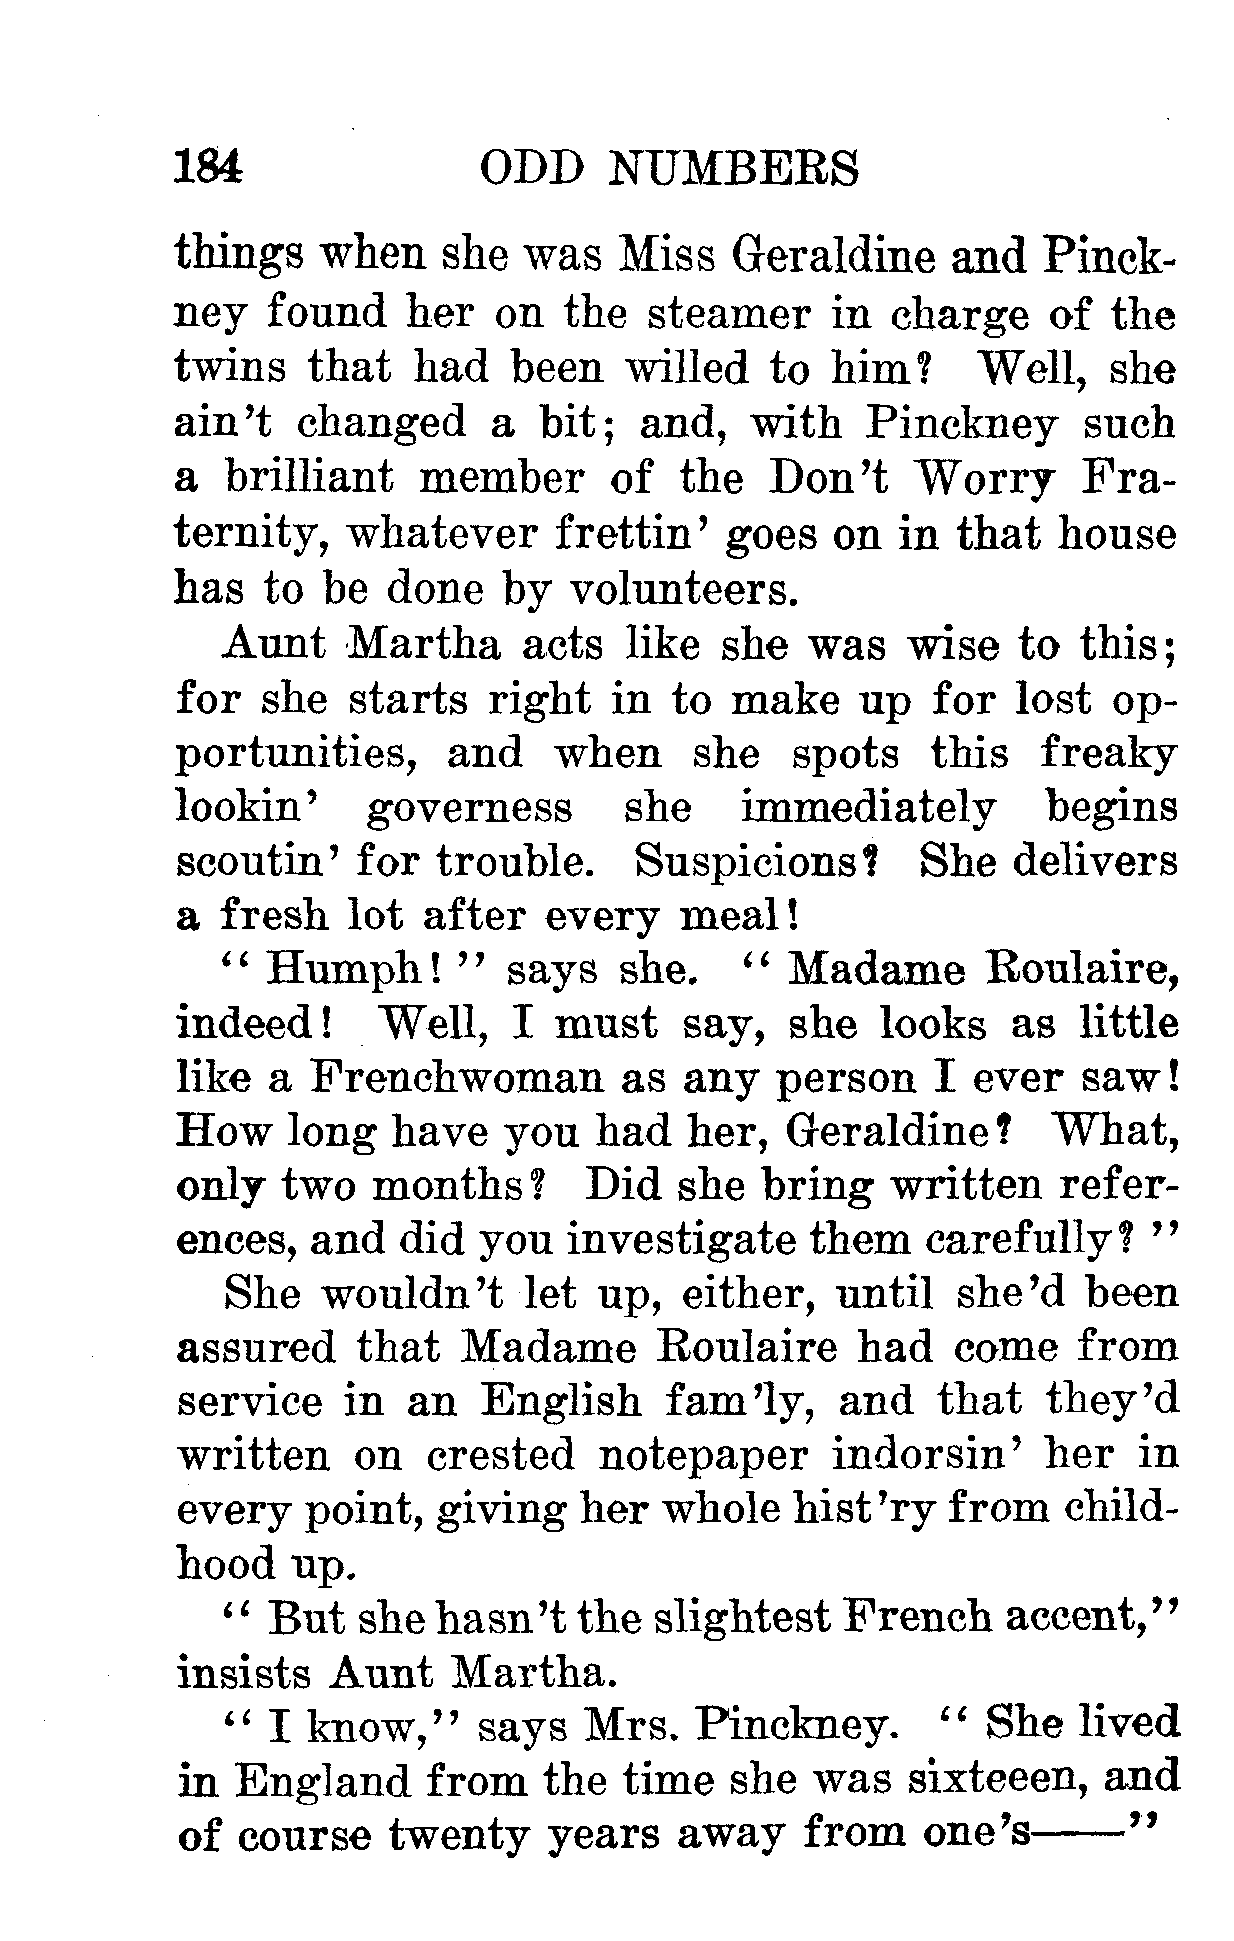 184 ODD NUMBERS
things when she was Miss Geraldine and Pinck-
ney found her on the steamer in charge of the
twins that had been willed to him? Well, she
ain't changed a bit; and, with Pinckney such
a brilliant member of the Don't Worry Fra-
ternity, whatever frettin' goes on in that house
has to be done by volunteers.
Aunt Martha acts like she was wise to this;
for she starts right in to make up for lost op-
portunities, and when she spots this freaky
lookin' governess she immediately begins
scoutin' for trouble. Suspicions? She delivers
a fresh lot after every meal!
"Humph!" says she. "Madame Roulaire,
indeed! Well, I must say, she looks as little
like a Frenchwoman as any person I ever saw!
How long have you had her, Geraldine? What,
only two months? Did she bring written refer-
ences, and did you investigate them carefully?"
She wouldn't let up, either, until she'd been
assured that Madame Roulaire had come from
service in an English fam'ly, and that they'd
written on crested notepaper indorsin' her in
every point, giving her whole hist'ry from child-
hood up.
"But she hasn't the slightest French accent,"
insists Aunt Martha.
"I know," says Mrs. Pinckney. "She lived
in England from the time she was sixteeen, and
of course twenty years away from one's——"